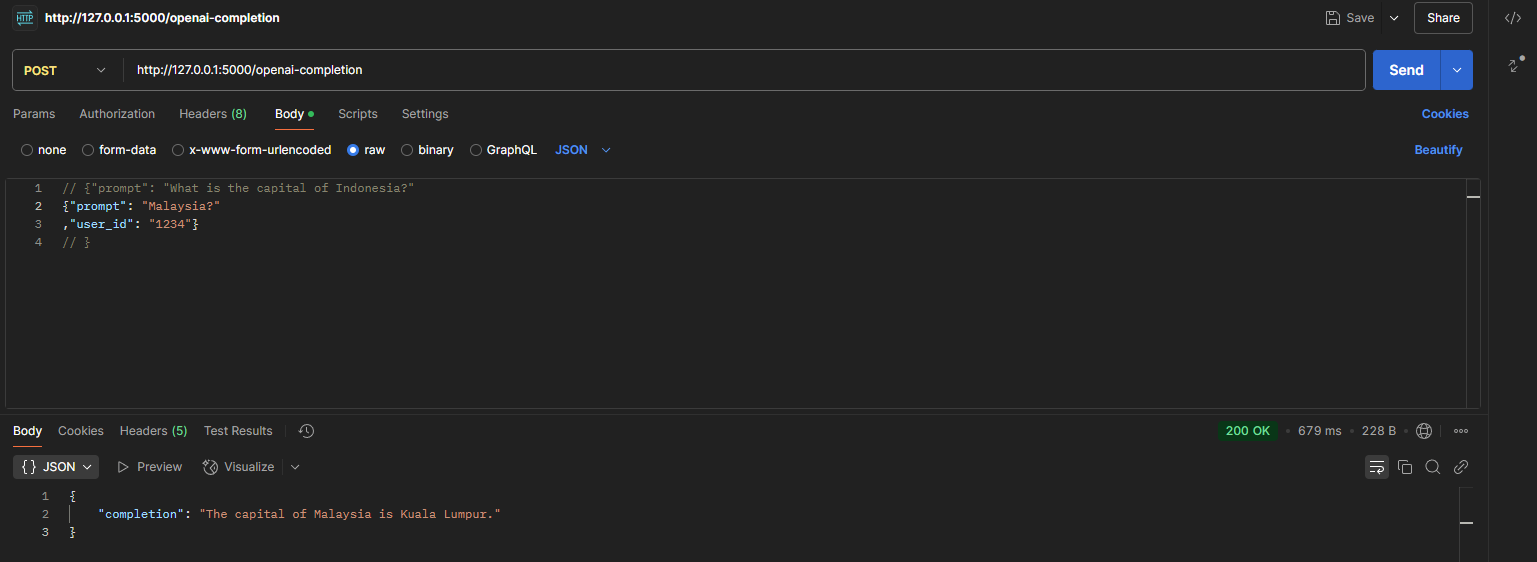 HTTP http://127.0.0.1:5000/openai-completion Save Share </>
POST http://127.0.0.1:5000/openai-completion Send
Params Authorization Headers (8) Body Scripts Settings Cookies
none form-data x-www-form-urlencoded raw binary GraphQL JSON Beautify
1 // {"prompt": "What is the capital of Indonesia?"
2 {"prompt": "Malaysia?"
3 ,"user_id": "1234"}
4 // }
Body Cookies Headers (5) Test Results 200 OK 679 ms 228 B
{} JSON Preview Visualize
1 {
2 "completion": "The capital of Malaysia is Kuala Lumpur."
3 }